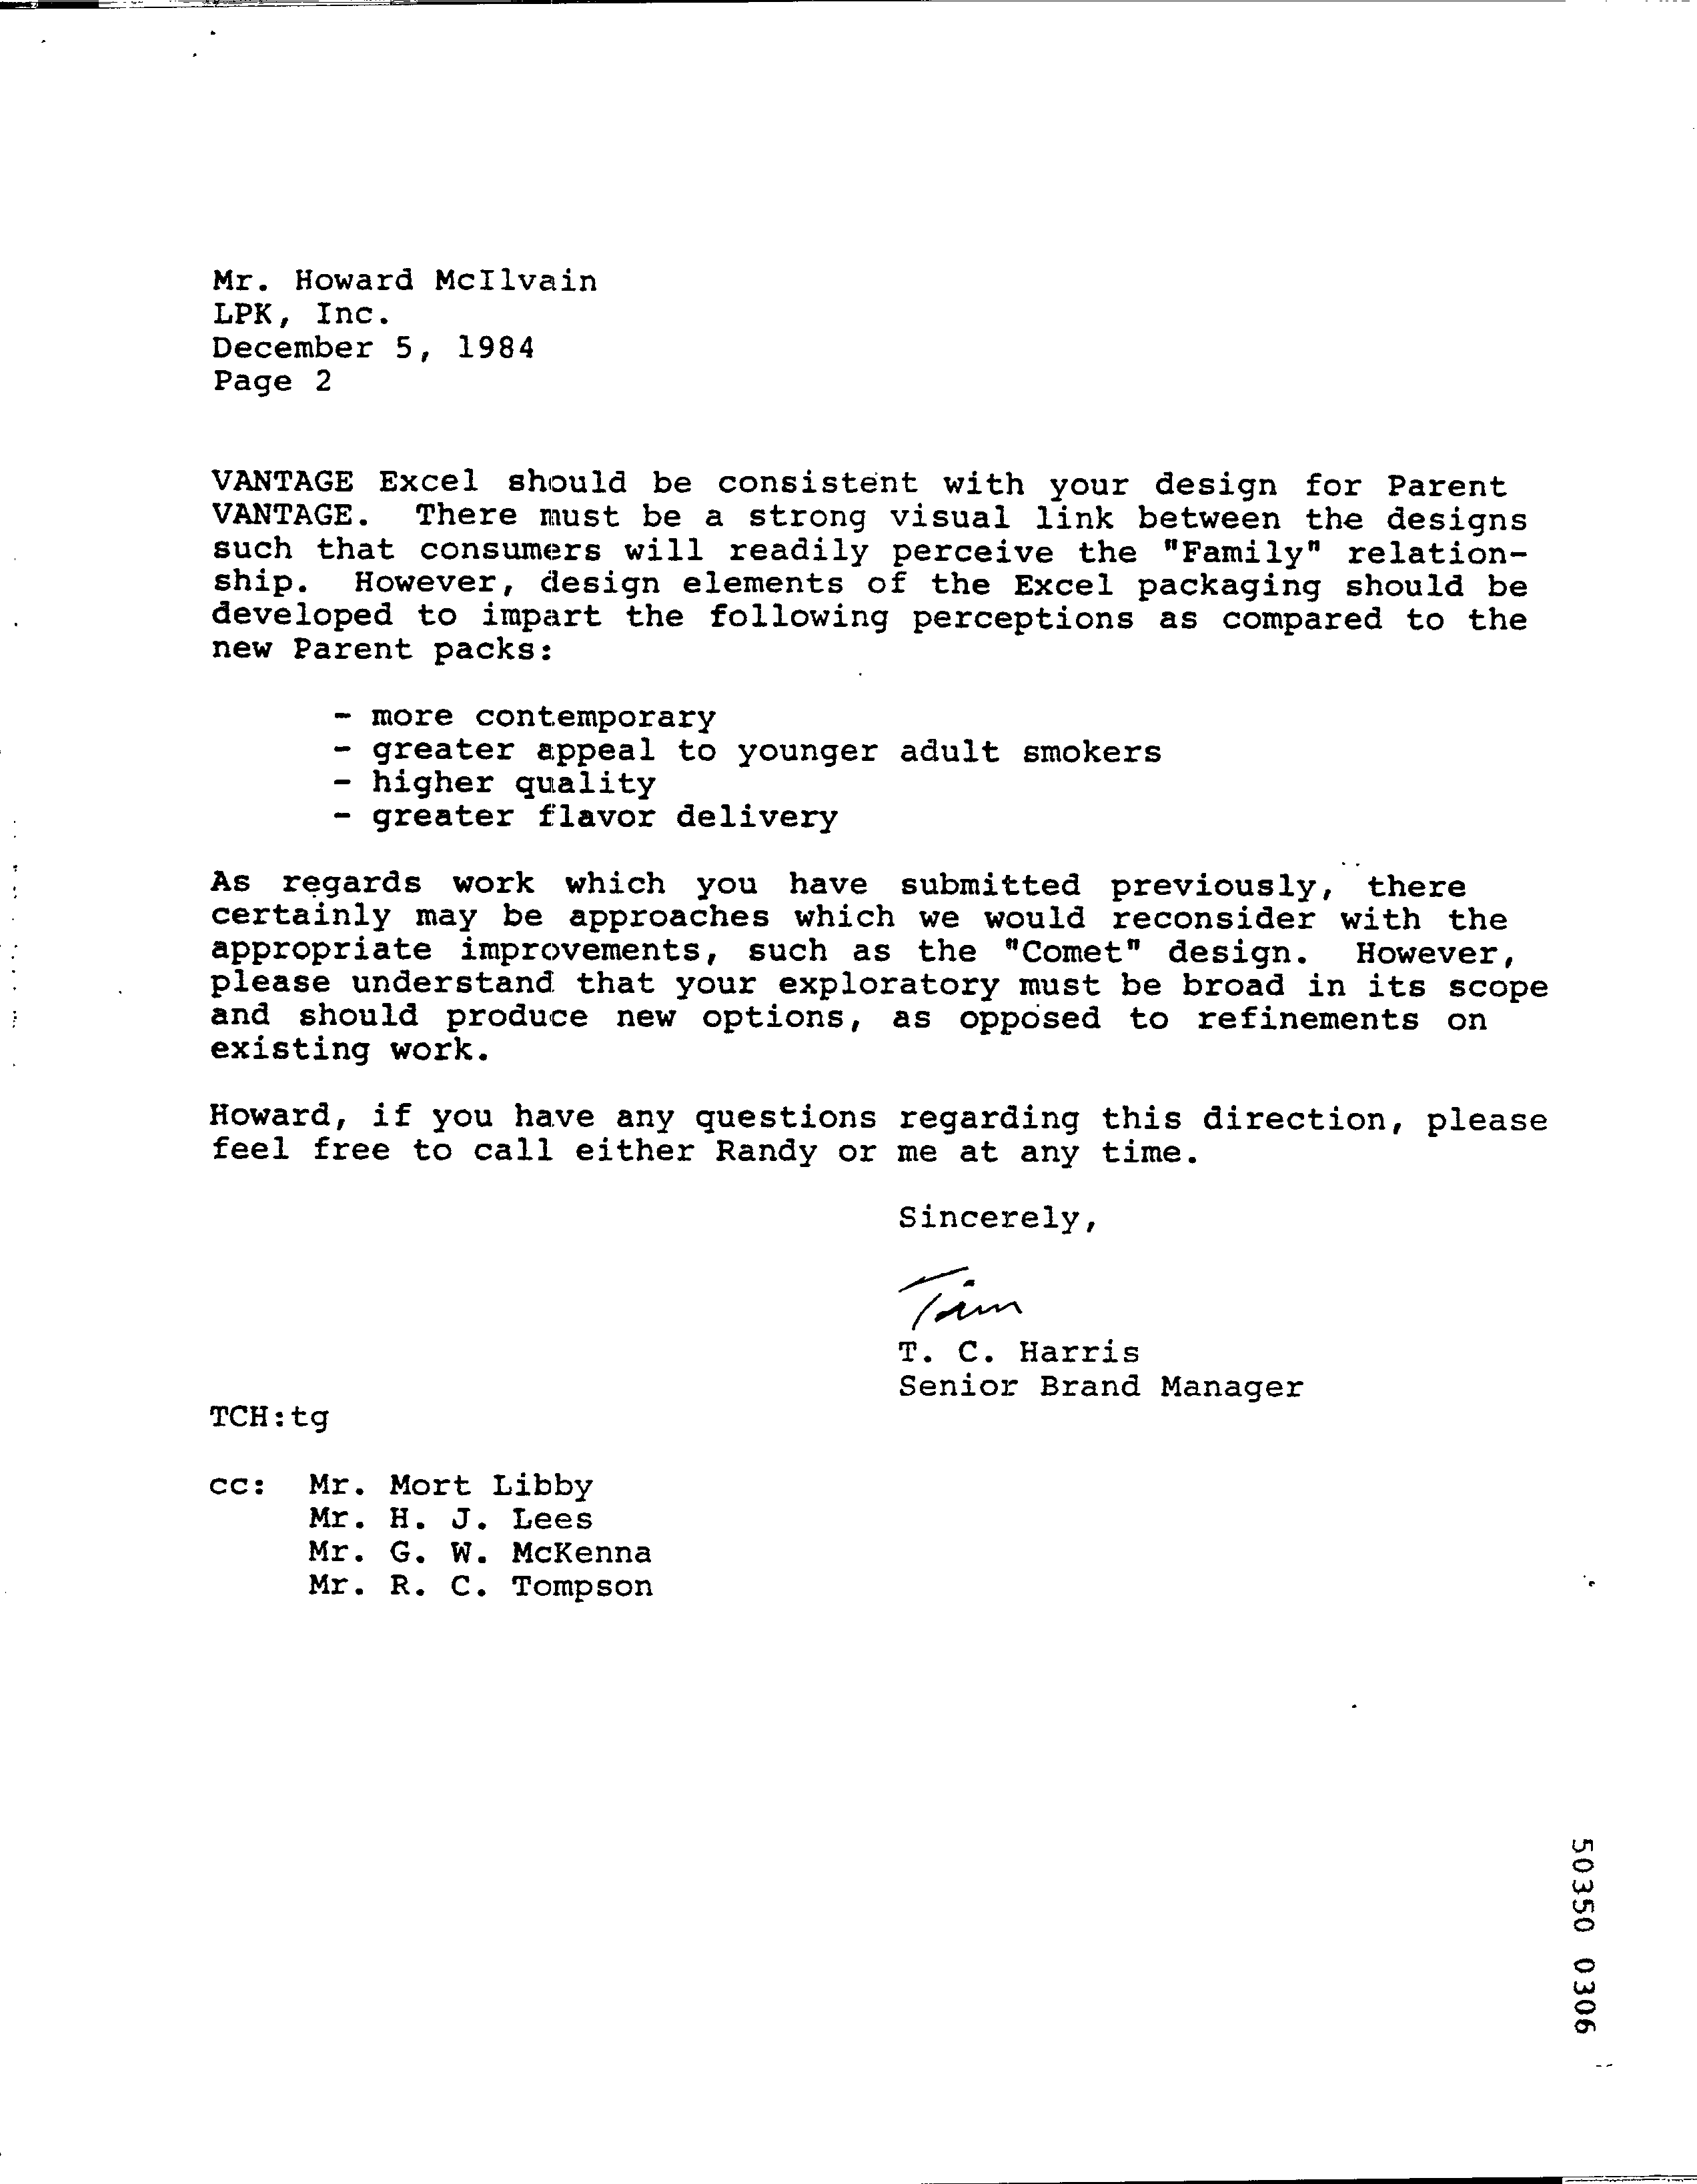 Mr. Howard McIlvain
LPK, Inc.
December 5, 1984
Page 2
VANTAGE Excel should be consistent with your design for Parent
VANTAGE. There must be a strong visual link between the designs
such that consumers will readily perceive the "Family" relation-
ship. However, design elements of the Excel packaging should be
developed to impart the following perceptions as compared to the
new Parent packs:
- more contemporary
- greater appeal to younger adult smokers
- higher quality
- greater flavor delivery
As regards work which you have submitted previously, there
certainly may be approaches which we would reconsider with the
appropriate improvements, such as the "Comet" design. However,
please understand that your exploratory must be broad in its scope
and should produce new options, as opposed to refinements on
existing work.
Howard, if you have any questions regarding this direction, please
feel free to call either Randy or me at any time.
Sincerely,
Tim
T. C. Harris
Senior Brand Manager
TCH:tg
cc: Mr. Mort Libby
Mr. H. J. Lees
Mr. G. W. McKenna
Mr. R. C. Tompson
50350 0306